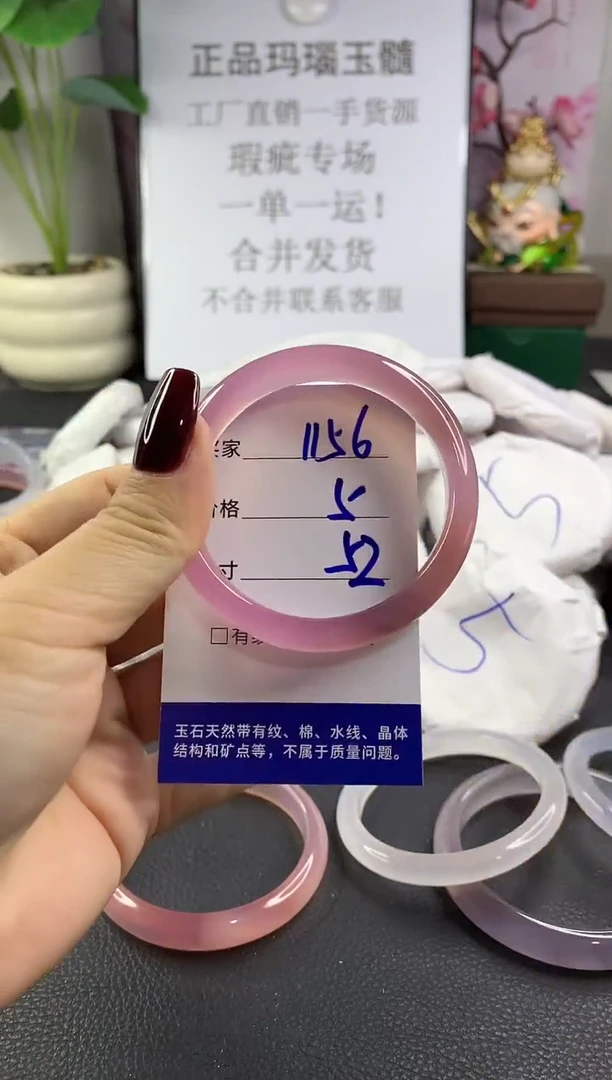 正品玛瑙玉髓
工厂直销一手货源
瑕疵专场
一单一运！
合并发货
不合并联系客服
家 1156
格 5
寸 52
□有
玉石天然带有纹、棉、水线、晶体
结构和矿点等，不属于质量问题。
5